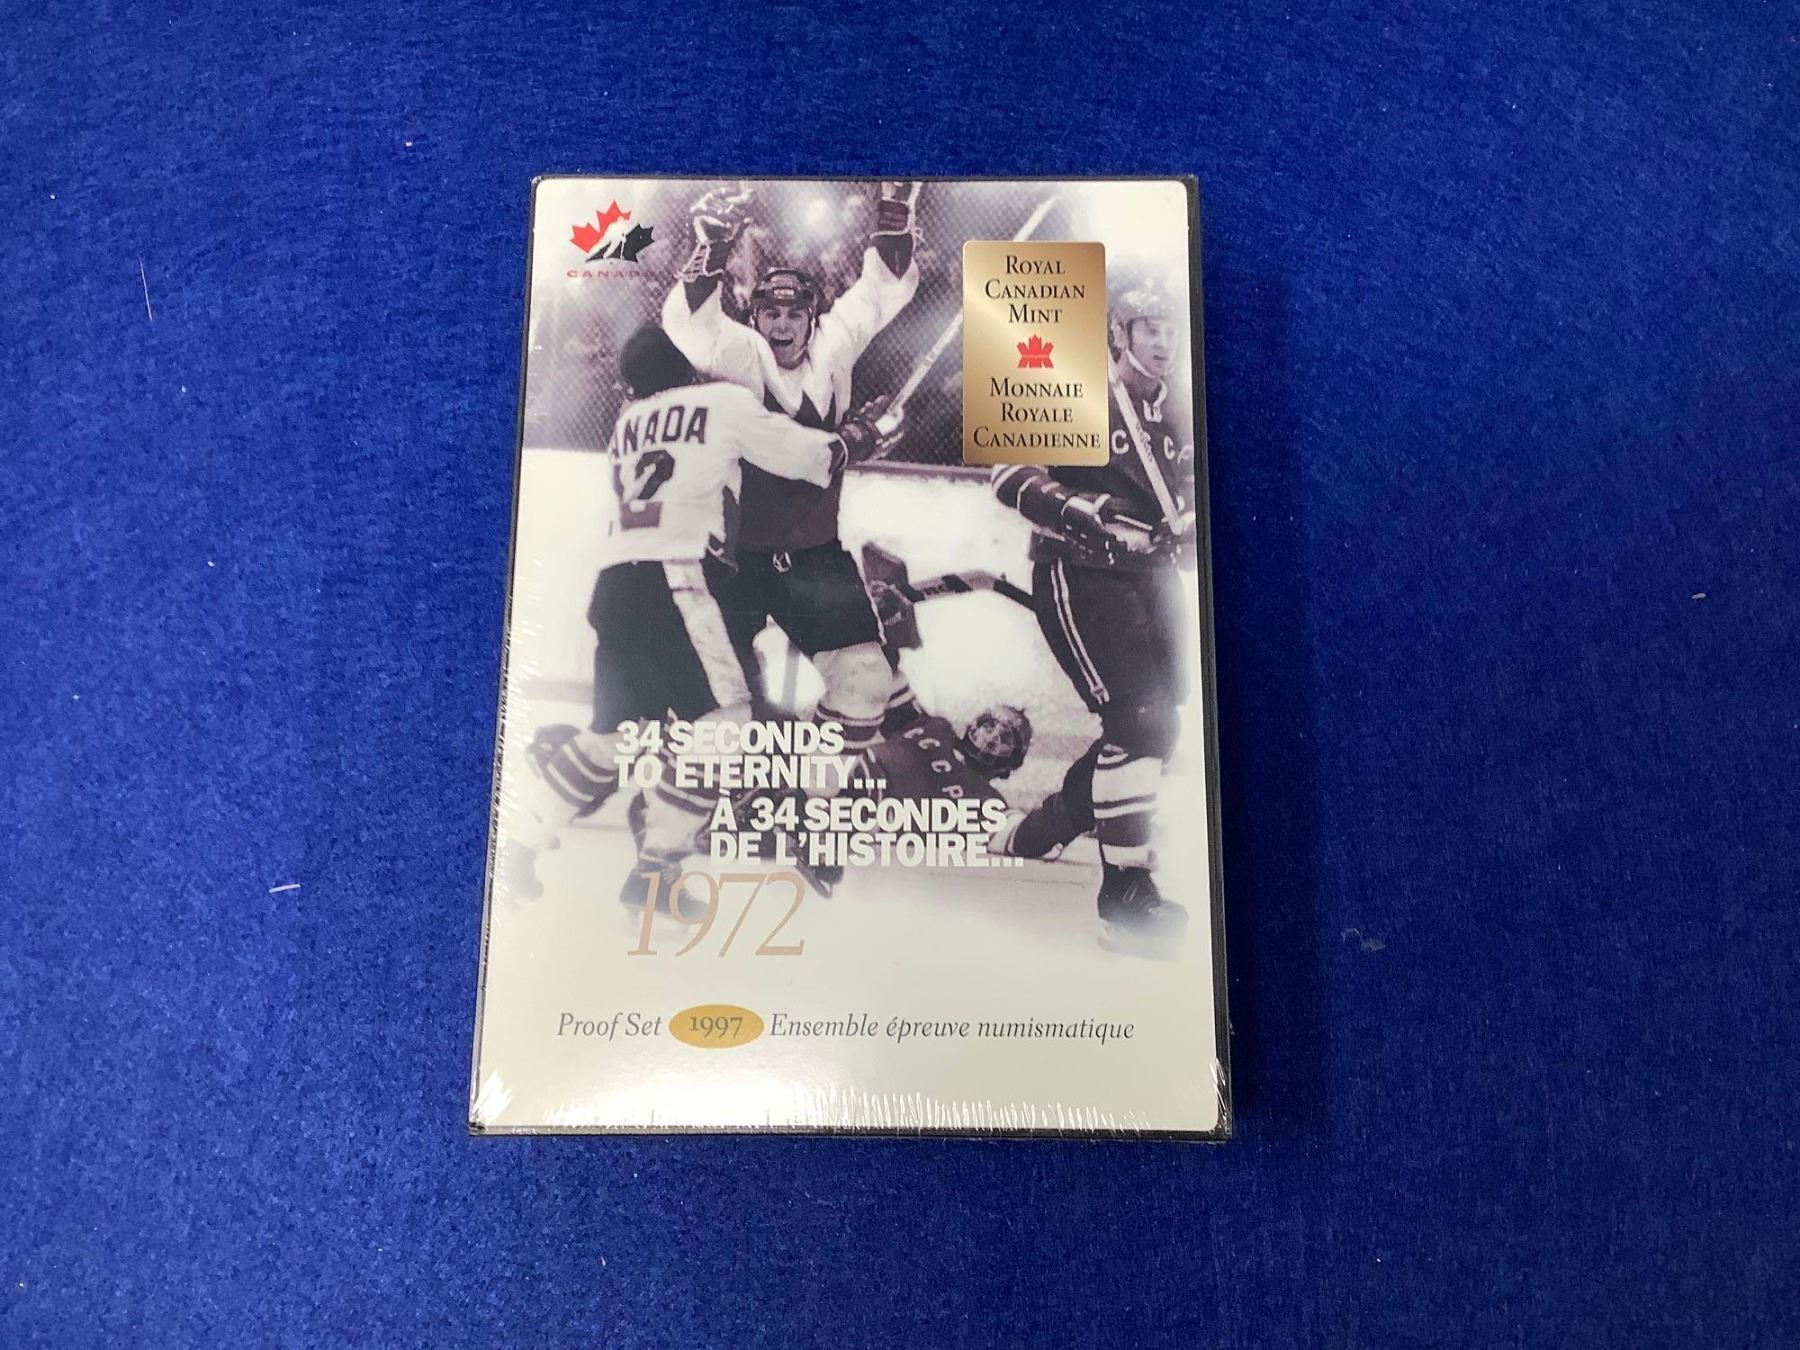 CANADA
ROYAL
CANADIAN
MINT
MONNAIE
ROYALE
CANADIENNE
ANADA
12
C C C
34 SECONDS
TO ETERNITY...
C C C P
À 34 SECONDES
DE L'HISTOIRE...
1972
Proof Set 1997 Ensemble épreuve numismatique